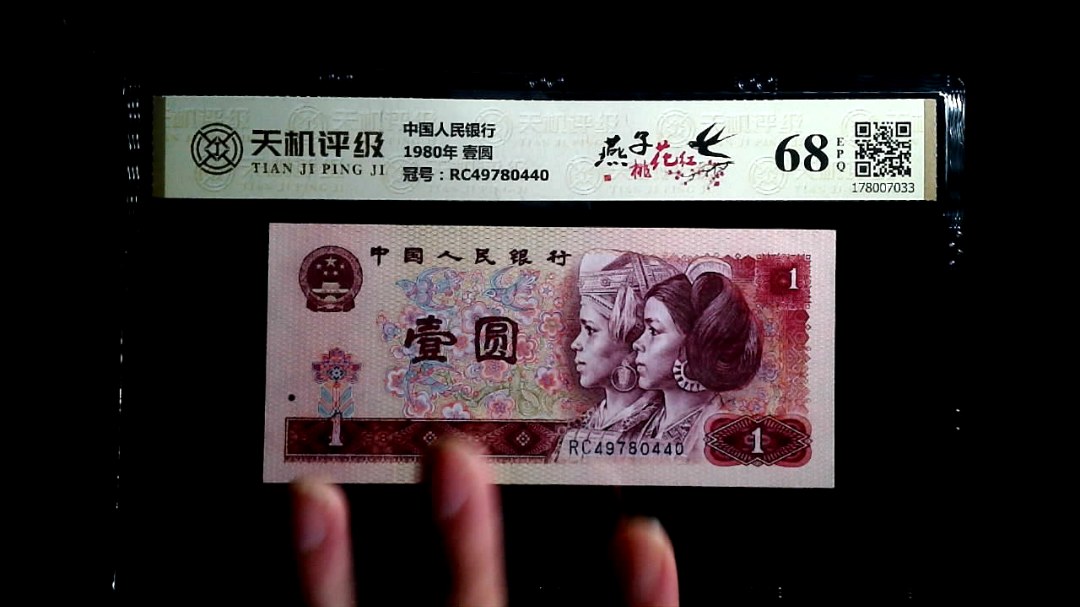 天机评级
TIAN JI PING JI
中国人民银行
1980年 壹圆
冠号：RC49780440
燕子
桃花红
68
EPQ
178007033
中国人民银行
壹圆
1
1
1
RC49780440